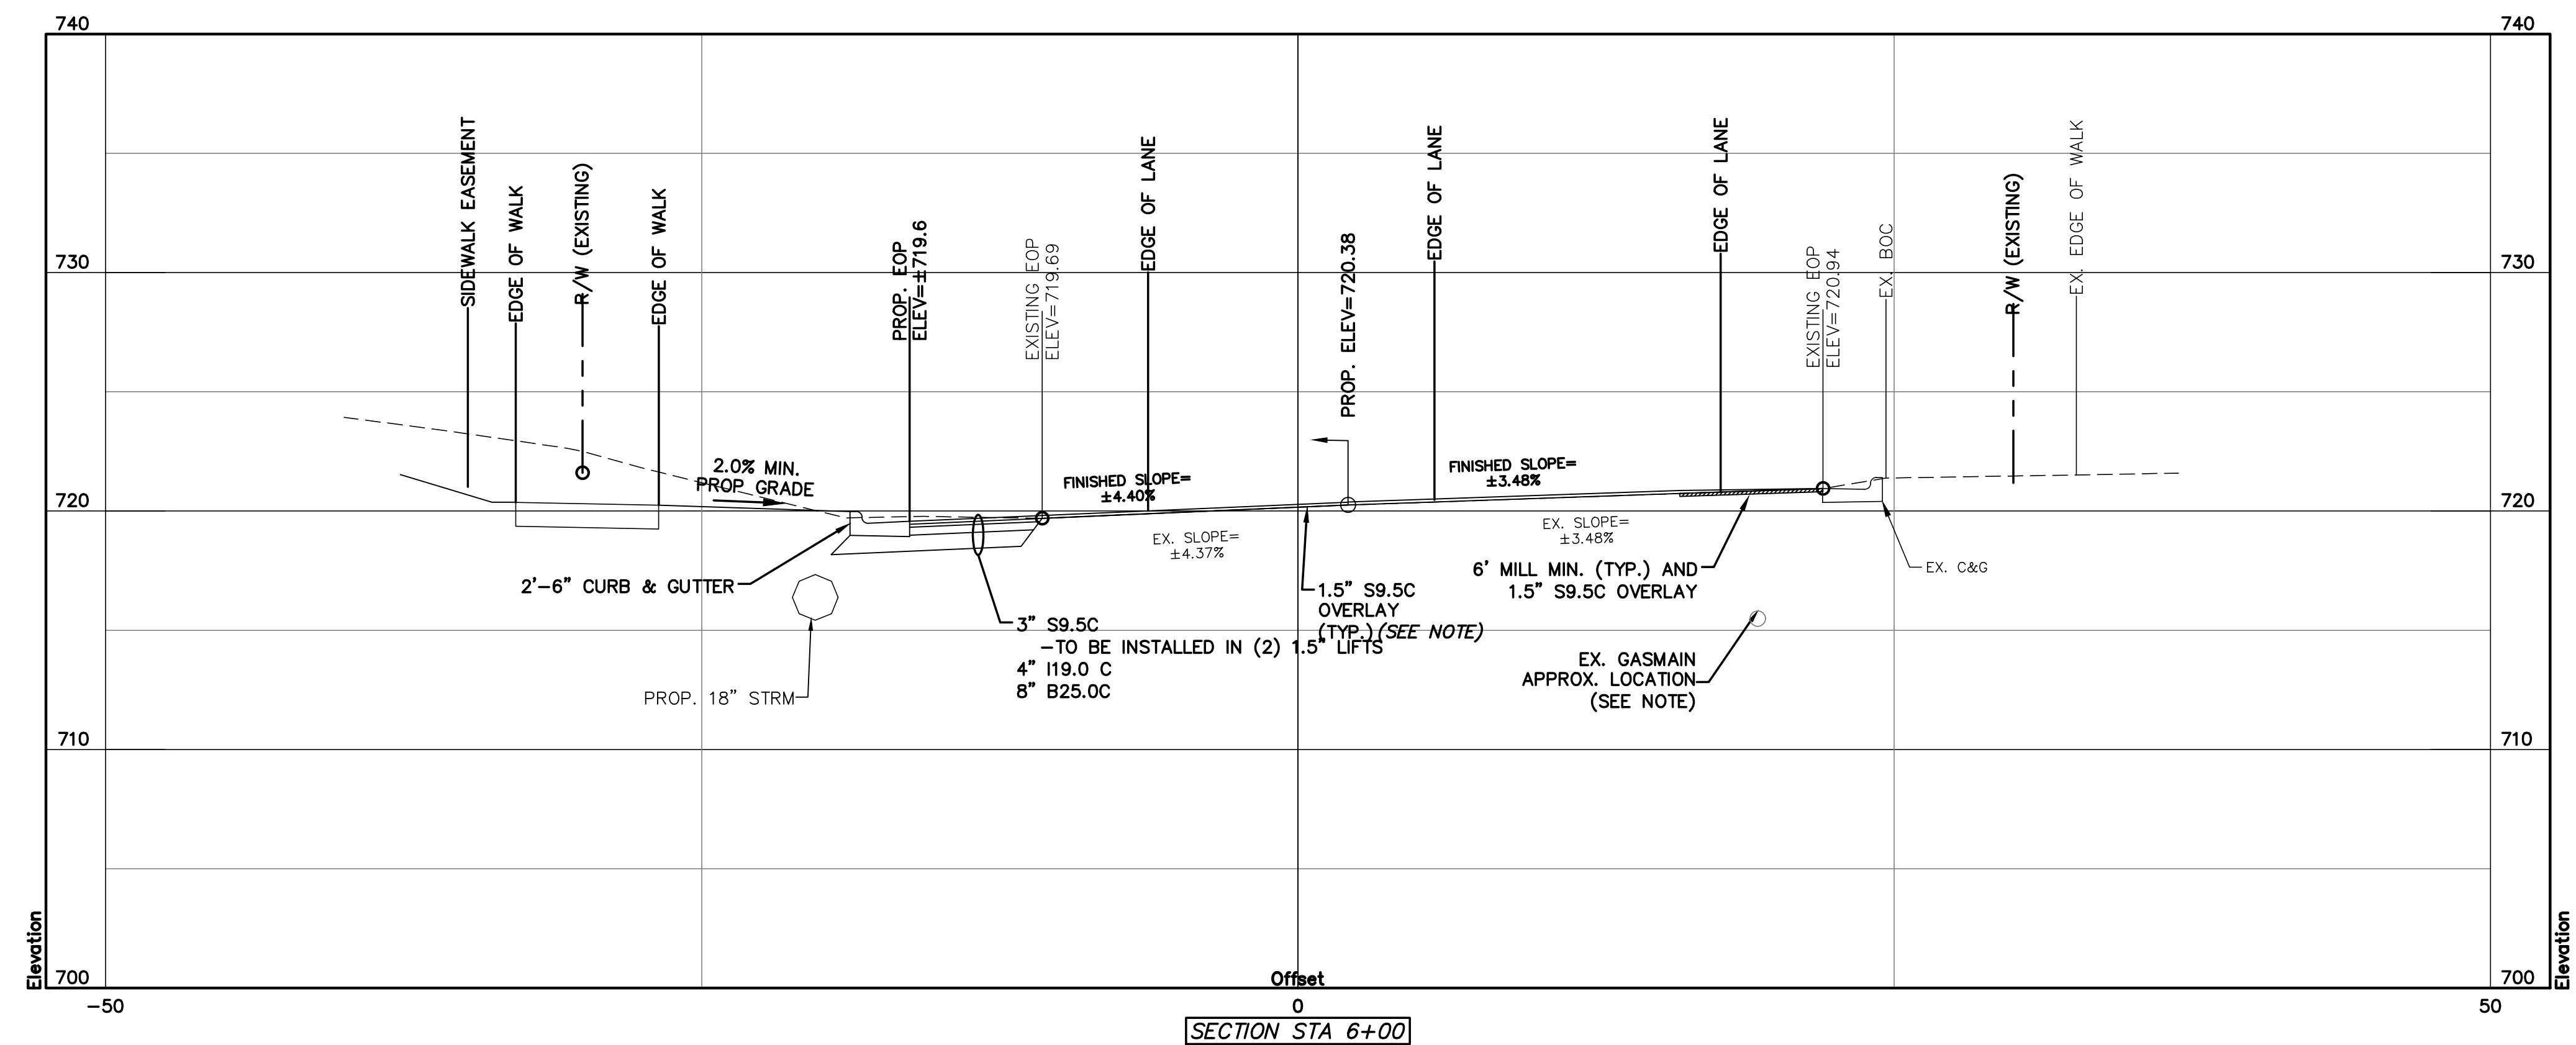 740
740
SIDEWALK EASEMENT
EDGE OF WALK
R/W (EXISTING)
EDGE OF WALK
PROP. EOP
ELEV=±719.6
EXISTING EOP
ELEV=719.69
EDGE OF LANE
PROP. ELEV=720.38
EDGE OF LANE
EDGE OF LANE
EXISTING EOP
ELEV=720.94
EX. BOC
R/W (EXISTING)
EX. EDGE OF WALK
730
730
2.0% MIN.
PROP GRADE
FINISHED SLOPE=
±4.40%
FINISHED SLOPE=
±3.48%
720
720
EX. SLOPE=
±4.37%
EX. SLOPE=
±3.48%
2'-6" CURB & GUTTER
1.5" S9.5C
OVERLAY
(TYP.)(SEE NOTE)
6' MILL MIN. (TYP.) AND
1.5" S9.5C OVERLAY
EX. C&G
3" S9.5C
-TO BE INSTALLED IN (2) 1.5" LIFTS
4" I19.0 C
8" B25.0C
PROP. 18" STRM
EX. GASMAIN
APPROX. LOCATION
(SEE NOTE)
710
710
Elevation
Elevation
700
700
Offset
-50
0
50
SECTION STA 6+00